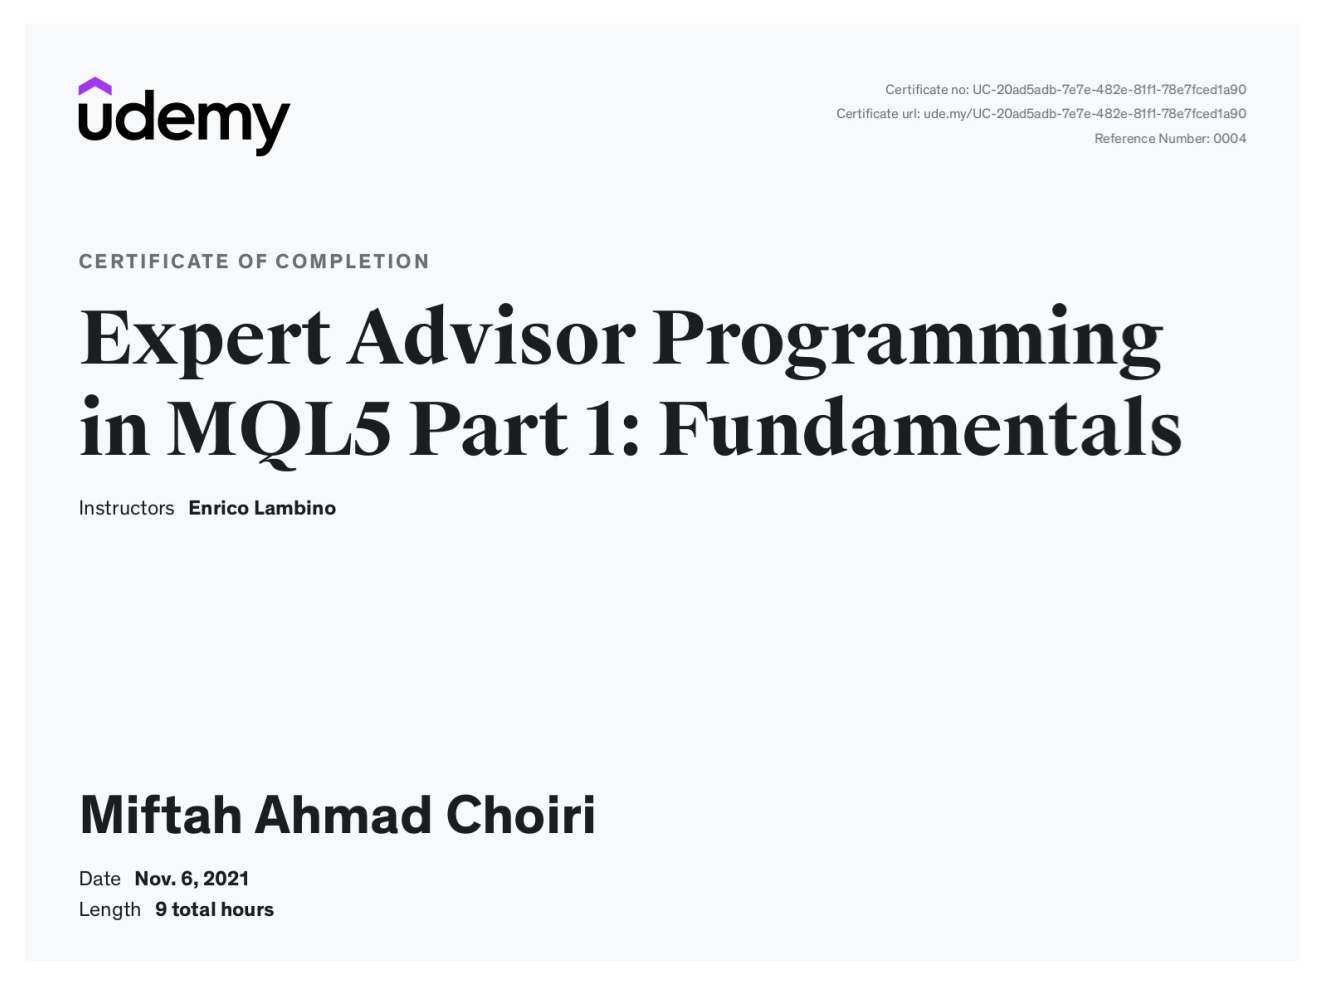 udemy
Certificate no: UC-20ad5adb-7e7e-482e-81f1-78e7fced1a90
Certificate url: ude.my/UC-20ad5adb-7e7e-482e-81f1-78e7fced1a90
Reference Number: 0004
CERTIFICATE OF COMPLETION
Expert Advisor Programming
in MQL5 Part 1: Fundamentals
Instructors Enrico Lambino
Miftah Ahmad Choiri
Date Nov. 6, 2021
Length 9 total hours